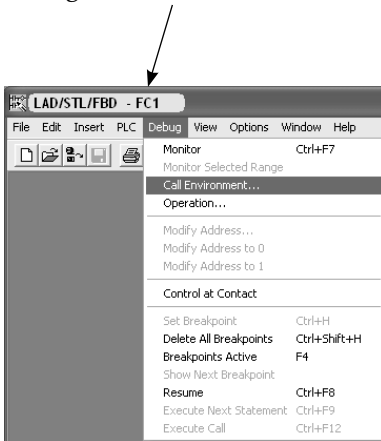 LAD/STL/FBD - FC1
File Edit Insert PLC Debug View Options Window Help
Monitor Ctrl+F7
Monitor Selected Range
Call Environment...
Operation...
Modify Address...
Modify Address to 0
Modify Address to 1
Control at Contact
Set Breakpoint Ctrl+H
Delete All Breakpoints Ctrl+Shift+H
Breakpoints Active F4
Show Next Breakpoint
Resume Ctrl+F8
Execute Next Statement Ctrl+F9
Execute Call Ctrl+F12